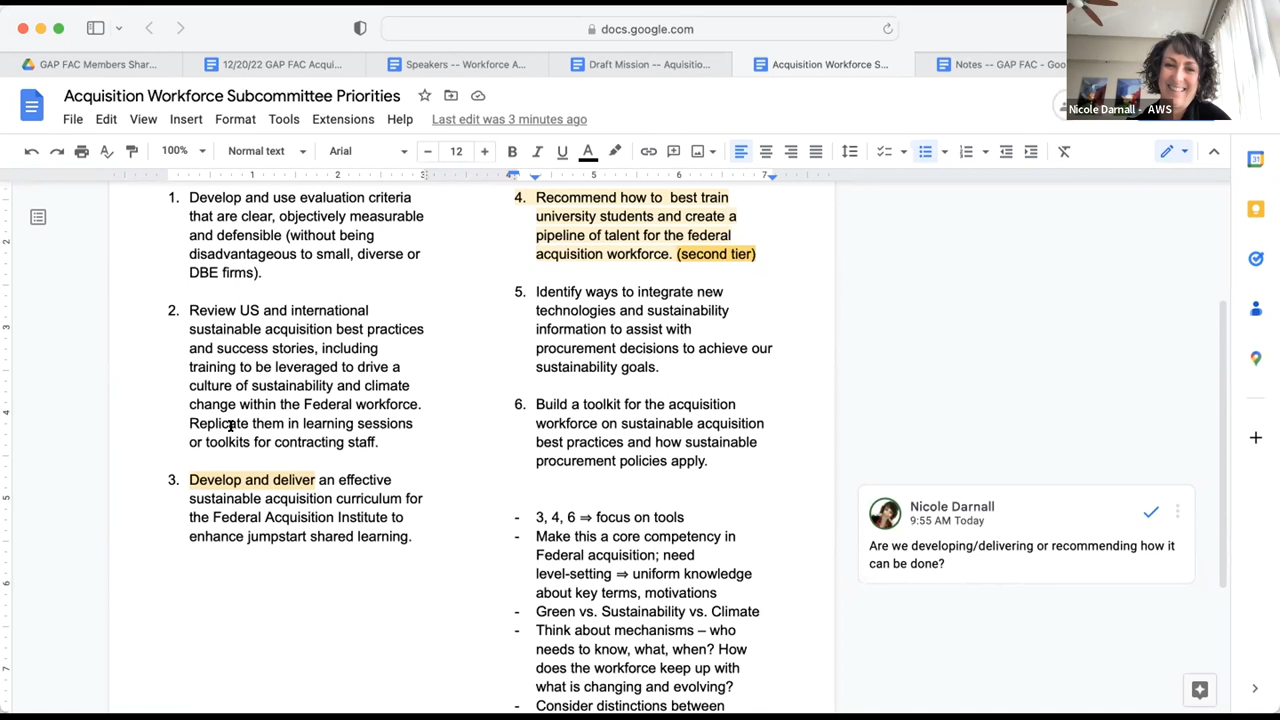 docs.google.com
GAP FAC Members Shar...
12/20/22 GAP FAC Acqui...
Speakers -- Workforce A...
Draft Mission -- Aquisitio...
Acquisition Workforce S...
Notes -- GAP FAC - Goo
Nicole Darnall - AWS
Acquisition Workforce Subcommittee Priorities
File Edit View Insert Format Tools Extensions Help Last edit was 3 minutes ago
100% Normal text Arial 12
1. Develop and use evaluation criteria
that are clear, objectively measurable
and defensible (without being
disadvantageous to small, diverse or
DBE firms).
2. Review US and international
sustainable acquisition best practices
and success stories, including
training to be leveraged to drive a
culture of sustainability and climate
change within the Federal workforce.
Replicate them in learning sessions
or toolkits for contracting staff.
3. Develop and deliver an effective
sustainable acquisition curriculum for
the Federal Acquisition Institute to
enhance jumpstart shared learning.
4. Recommend how to best train
university students and create a
pipeline of talent for the federal
acquisition workforce. (second tier)
5. Identify ways to integrate new
technologies and sustainability
information to assist with
procurement decisions to achieve our
sustainability goals.
6. Build a toolkit for the acquisition
workforce on sustainable acquisition
best practices and how sustainable
procurement policies apply.
- 3, 4, 6 ⇒ focus on tools
- Make this a core competency in
Federal acquisition; need
level-setting ⇒ uniform knowledge
about key terms, motivations
- Green vs. Sustainability vs. Climate
- Think about mechanisms – who
needs to know, what, when? How
does the workforce keep up with
what is changing and evolving?
- Consider distinctions between
Nicole Darnall
9:55 AM Today
Are we developing/delivering or recommending how it
can be done?